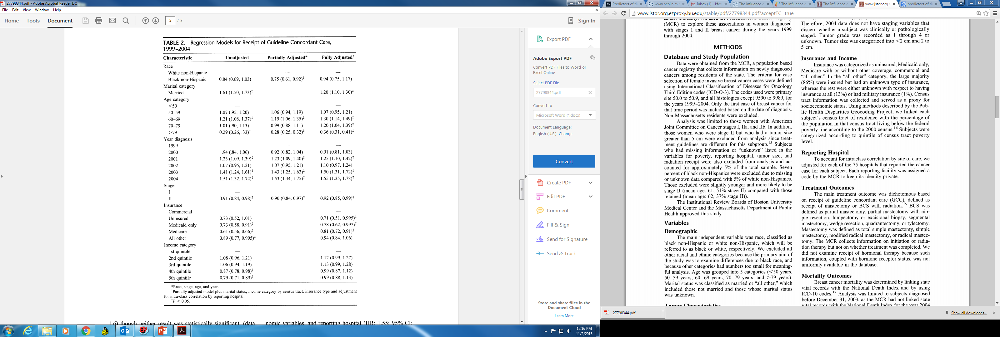 27798344.pdf - Adobe Acrobat Reader DC
File Edit View Window Help
Home Tools Document 5 / 8 Sign In
TABLE 2. Regression Models for Receipt of Guideline Concordant Care,
1999–2004
Characteristic Unadjusted Partially Adjusted* Fully Adjusted†
Race
White non-Hispanic — — —
Black non-Hispanic 0.84 (0.69, 1.03) 0.75 (0.61, 0.92)‡ 0.94 (0.75, 1.17)
Marital category
Married 1.61 (1.50, 1.73)‡ 1.20 (1.10, 1.30)‡
Age category
<50 — — —
50–59 1.07 (.95, 1.20) 1.06 (0.94, 1.19) 1.07 (0.95, 1.21)
60–69 1.21 (1.08, 1.37)‡ 1.19 (1.06, 1.35)‡ 1.30 (1.14, 1.49)‡
70–79 1.01 (.90, 1.13) 0.99 (0.88, 1.11) 1.20 (1.04, 1.39)‡
>79 0.29 (0.26, .33)‡ 0.28 (0.25, 0.32)‡ 0.36 (0.31, 0.41)‡
Year diagnosis
1999 — — —
2000 .94 (.84, 1.06) 0.92 (0.82, 1.04) 0.91 (0.81, 1.03)
2001 1.23 (1.09, 1.39)‡ 1.23 (1.09, 1.40)‡ 1.25 (1.10, 1.42)‡
2002 1.07 (0.95, 1.21) 1.07 (0.95, 1.21) 1.10 (0.97, 1.24)
2003 1.41 (1.24, 1.61)‡ 1.43 (1.25, 1.63)‡ 1.50 (1.31, 1.72)‡
2004 1.51 (1.32, 1.72)‡ 1.53 (1.34, 1.75)‡ 1.55 (1.35, 1.78)‡
Stage
I — — —
II 0.91 (0.84, 0.98)‡ 0.90 (0.84, 0.97)‡ 0.92 (0.85, 0.99)‡
Insurance
Commercial — —
Uninsured 0.73 (0.52, 1.01) 0.71 (0.51, 0.995)‡
Medicaid only 0.73 (0.58, 0.91)‡ 0.78 (0.62, 0.997)‡
Medicare 0.61 (0.56, 0.66)‡ 0.81 (0.72, 0.91)‡
All other 0.89 (0.77, 0.995)‡ 0.94 (0.84, 1.06)
Income category
1st quintile — —
2nd quintile 1.08 (0.96, 1.21) 1.12 (0.99, 1.27)
3rd quintile 1.06 (0.94, 1.19) 1.13 (0.99, 1.28)
4th quintile 0.87 (0.78, 0.98)‡ 0.99 (0.87, 1.12)
5th quintile 0.79 (0.71, 0.89)‡ 0.99 (0.88, 1.13)
*Race, stage, age, and year.
†Partially adjusted model plus marital status, income category by census tract, insurance type and adjustment
for intra-class correlation by reporting hospital.
‡P < 0.05.
1.6) though neither result was statistically significant (data
nomic variables, and reporting hospital (HR: 1.55; 95% CI:
Export PDF
Adobe Export PDF
Convert PDF Files to Word or
Excel Online
Select PDF File
27798344.pdf
Convert to
Microsoft Word (*.docx)
Document Language:
English (U.S.) Change
Convert
Create PDF
Edit PDF
Comment
Fill & Sign
Send for Signature
Send & Track
Store and share files in the
Document Cloud
Learn More
12:16 PM
11/2/2015
Predictors of ti
www.ncbi.nlm.
Inbox (1) - kfes
The influence
The influence
The Influence
www.jstor.org.
predictors of ti
www.jstor.org.ezproxy.bu.edu/stable/pdf/27798344.pdf?acceptTC=true
(MCR) to explore these associations in women diagnosed
with stages I and II breast cancer during the years 1999
through 2004.
METHODS
Database and Study Population
Data were obtained from the MCR, a population based
cancer registry that collects information on newly diagnosed
cancers among residents of the state. The criteria for case
selection of female invasive breast cancer cases were defined
using International Classification of Diseases for Oncology
Third Edition codes (ICD-O-3). The codes used were primary
site 50.0 to 50.9, and all histologies except 9590 to 9989, for
the years 1999–2004. Only the first case of breast cancer for
that time period was included based on the date of diagnosis.
Non-Massachusetts residents were excluded.
Analysis was limited to those women with American
Joint Committee on Cancer stages I, IIa, and IIb. In addition,
those women who were stage II but who had a tumor size
greater than 5 cm were excluded from analysis since treat-
ment guidelines are different for this subgroup.15 Subjects
who had missing information or “unknown” listed in the
variables for poverty, reporting hospital, tumor size, and
radiation receipt were also excluded from analysis and ac-
counted for approximately 5% of the total sample. Seven
percent of black non-Hispanics were excluded due to missing
or unknown data compared with 5% of white non-Hispanics.
Those excluded were slightly younger and more likely to be
stage II (mean age: 61, 51% stage II) compared with those
retained (mean age: 62, 37% stage II)).
The Institutional Review Boards of Boston University
Medical Center and the Massachusetts Department of Public
Health approved this study.
Variables
Demographic
The main independent variable was race, classified as
black non-Hispanic or white non-Hispanic, which will be
referred to as black or white, respectively. We excluded all
other racial and ethnic categories because the primary aim of
the study was to examine differences due to black race, and
because other categories had numbers too small for meaning-
ful analysis. Age was grouped into 5 categories (<50 years,
50–59 years, 60–69 years, 70–79 years, and >79 years).
Marital status was classified as married or “all other,” which
included those not married and those whose marital status
was unknown.
Tumor Characteristics
Therefore, 2004 data does not have staging variables that
discern whether a subject was clinically or pathologically
staged. Tumor grade was recorded as 1 through 4 or
unknown. Tumor size was categorized into <2 cm and 2 to
5 cm.
Insurance and Income
Insurance was categorized as uninsured, Medicaid only,
Medicare with or without other coverage, commercial and
“all other.” In the “all other” category, the large majority
(86%) were insured but had an unknown type of insurance,
whereas the rest were either unknown with respect to having
insurance at all (13%) or had military insurance (1%). Census
tract information was collected and served as a proxy for
socioeconomic status. Using methods described by the Pub-
lic Health Disparities Geocoding Project, we linked each
subject’s census tract of residence with the percentage of
the population in that census tract living below the federal
poverty line according to the 2000 census.16 Subjects were
categorized according to quintile of census tract poverty
level.
Reporting Hospital
To account for intraclass correlation by site of care, we
adjusted for each of the 75 hospitals that reported the cancer
case for each subject. Each reporting facility was assigned a
code by the MCR to keep its identity private.
Treatment Outcomes
The main treatment outcome was dichotomous based
on receipt of guideline concordant care (GCC), defined as
receipt of mastectomy or BCS with radiation.15 BCS was
defined as partial mastectomy, partial mastectomy with nip-
ple resection, lumpectomy or excisional biopsy, segmental
mastectomy, wedge resection, quadrantectomy, or tylectomy.
Mastectomy was defined as total simple mastectomy, simple
mastectomy, modified radical mastectomy, or radical mastec-
tomy. The MCR collects information on initiation of radia-
tion therapy but not on whether treatment was completed. We
did not examine receipt of hormonal therapy because such
information, coupled with hormone receptor status, was not
uniformly available in the database.
Mortality Outcomes
Breast cancer mortality was determined by linking state
vital records with the National Death Index and by using
ICD-10 codes.17 Analysis was limited to subjects diagnosed
before December 31, 2003, as the MCR had not linked state
vital records with the National Death Index for the year 2004
27798344.pdf
Show all downloads...